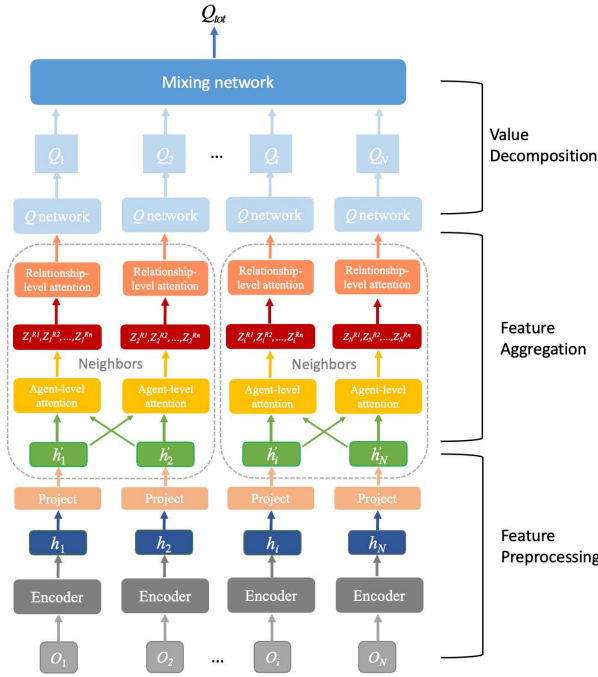 Q_tot
Mixing network
Q_1 Q_2 ... Q_i Q_N
Value
Decomposition
Q network Q network Q network Q network
Relationship-level attention Relationship-level attention Relationship-level attention Relationship-level attention
Z_1^{R1},Z_1^{R2},...,Z_1^{Rn} Z_2^{R1},Z_2^{R2},...,Z_2^{Rn} Z_i^{R1},Z_i^{R2},...,Z_i^{Rn} Z_N^{R1},Z_N^{R2},...,Z_N^{Rn}
Feature
Aggregation
Neighbors Neighbors
Agent-level attention Agent-level attention Agent-level attention Agent-level attention
h'_1 h'_2 h'_i h'_N
Project Project Project Project
h_1 h_2 h_i h_N
Feature
Preprocessing
Encoder Encoder Encoder Encoder
O_1 O_2 ... O_i O_N